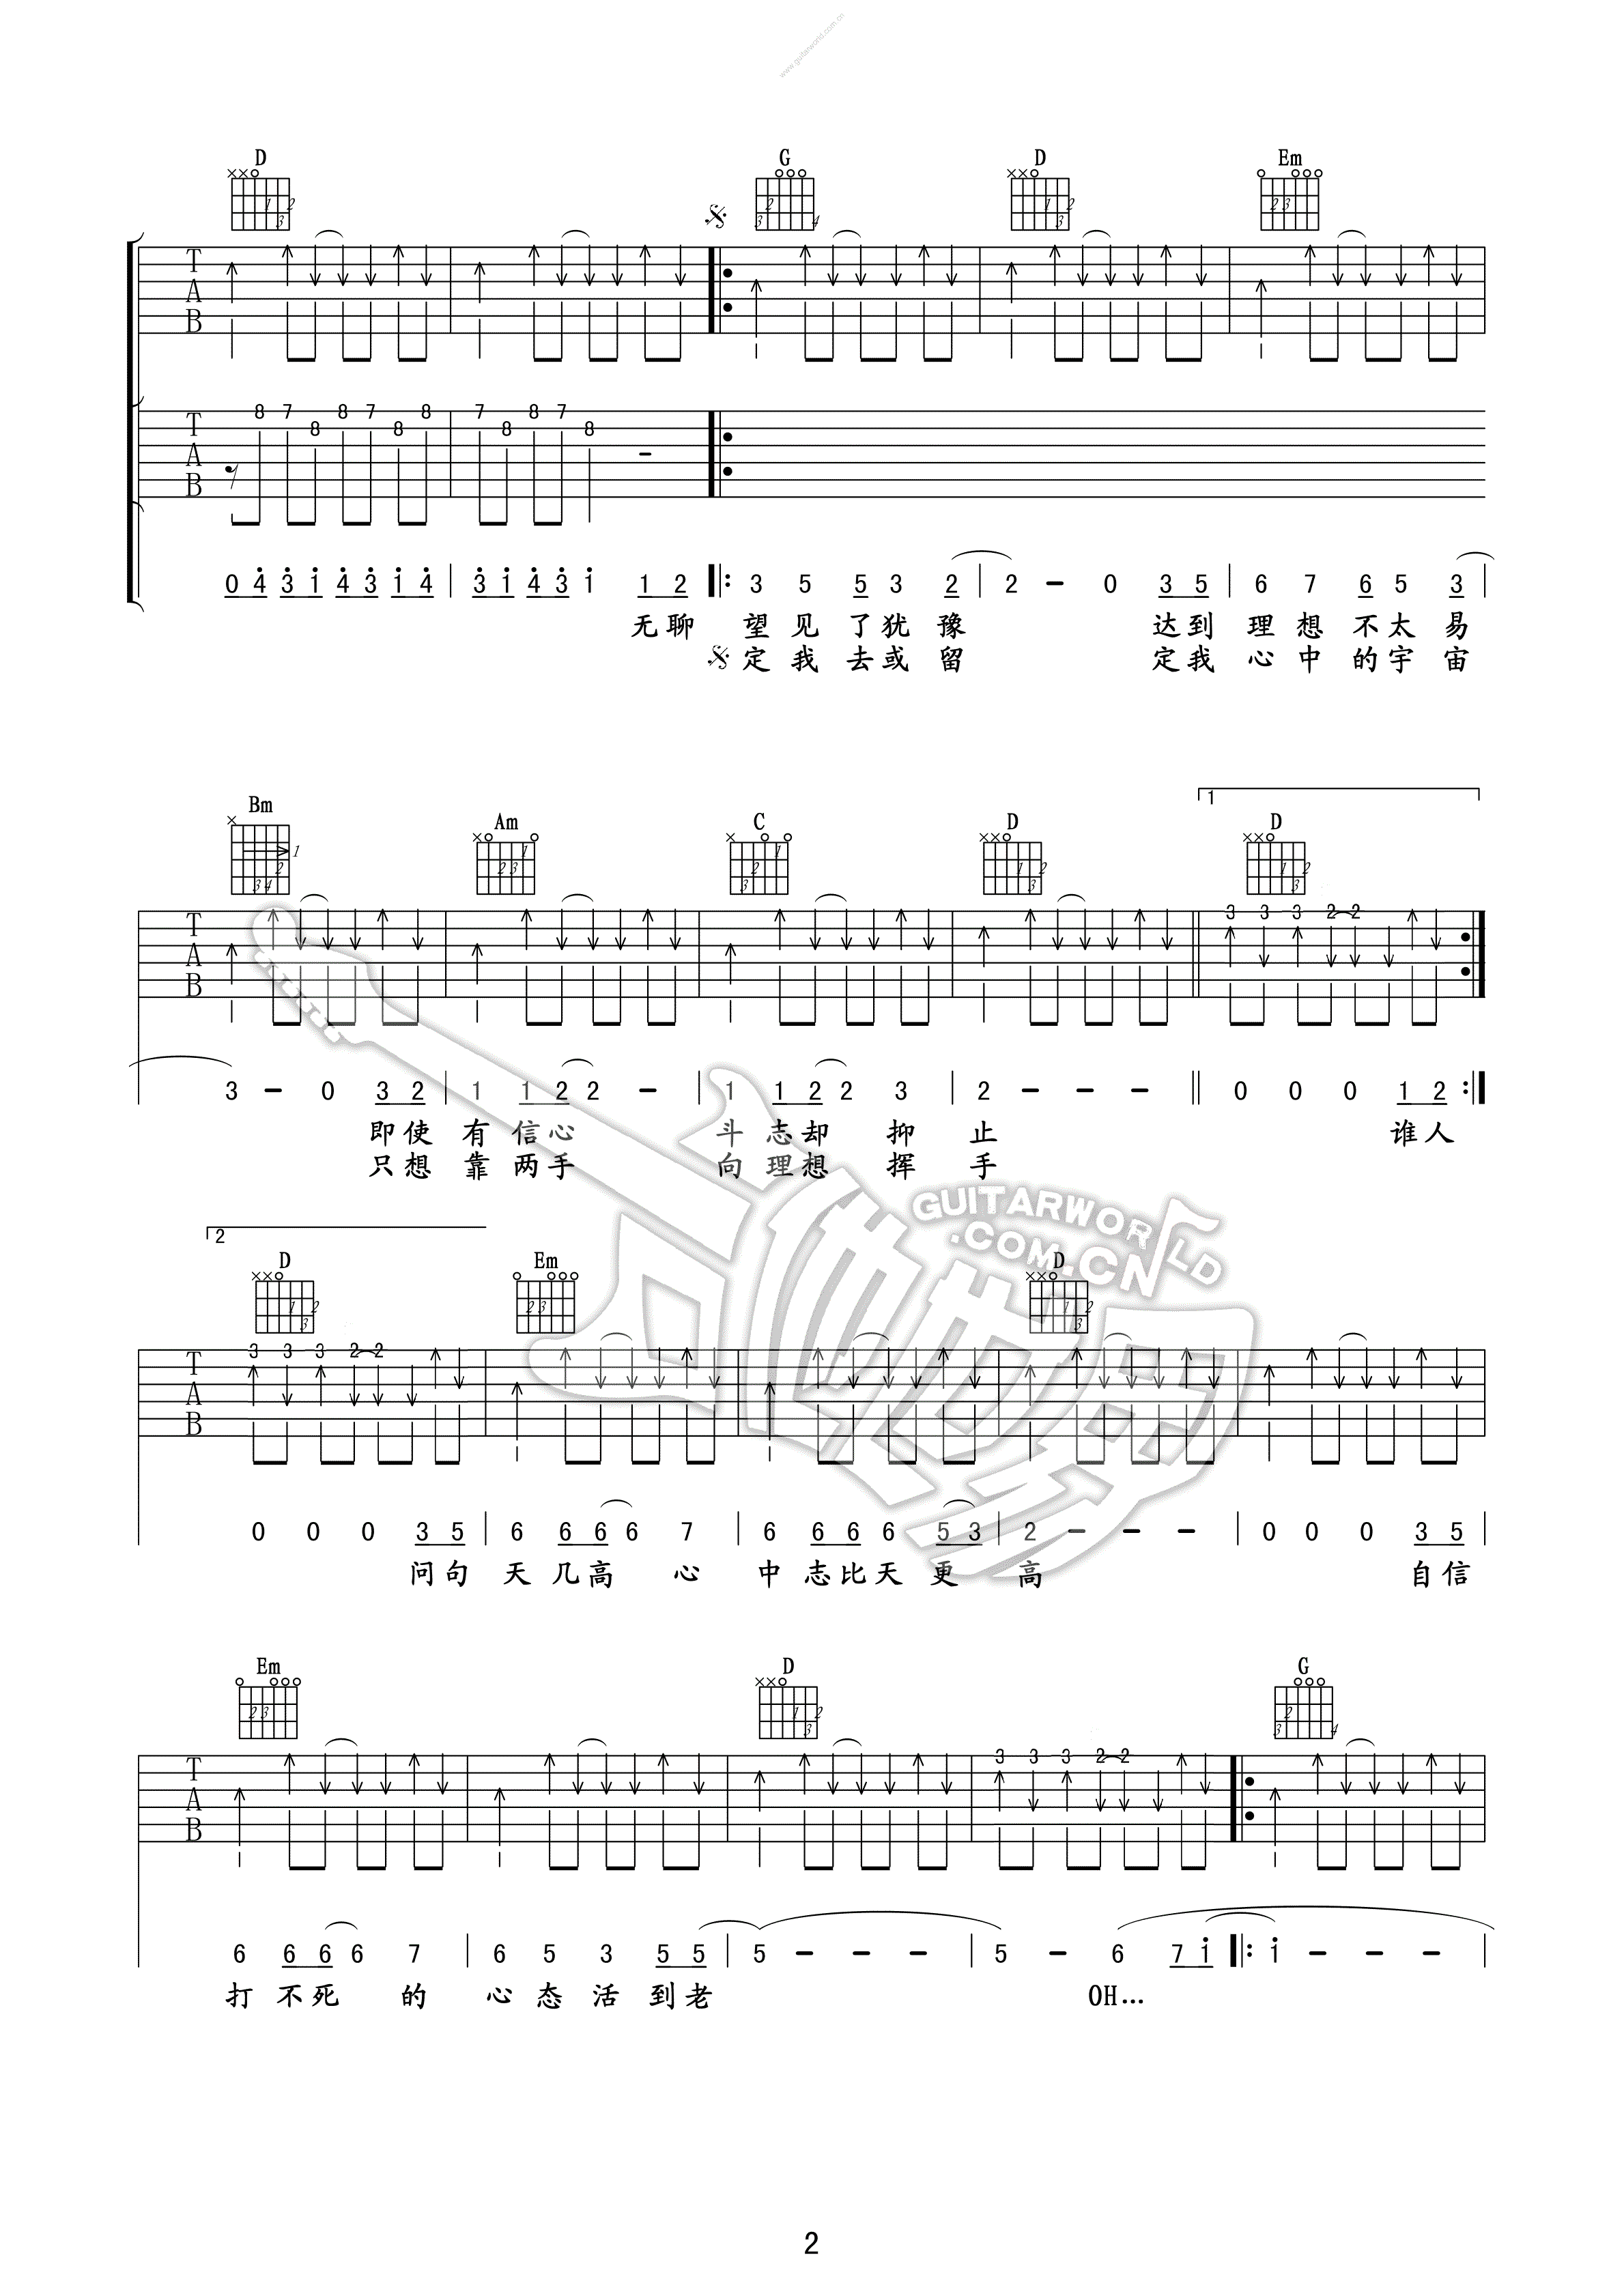 www.guitarworld.com.cn
D G D Em
T A B
8 7 8 8 7 8 8 7 8 8 7 8
T A B
0 4 3 1 4 3 1 4 3 1 4 3 1 1 2 3 5 5 3 2 2 - 0 3 5 6 7 6 5 3
无聊 望见了犹豫 达到理想不太易
定我去或留 定我心中的宇宙
1
Bm Am C D D
3 3 3 2 2
T A B
3 - 0 3 2 1 1 2 2 - 1 1 2 2 3 2 - - - 0 0 0 1 2
即使有信心 斗志却抑止 谁人
只想靠两手 向理想挥手
GUITARWORLD
.COM.CN
2
D Em D
3 3 3 2 2
T A B
0 0 0 3 5 6 6 6 6 7 6 6 6 6 5 3 2 - - - 0 0 0 3 5
问句 天几高心 中志比天更高 自信
Em D G
3 3 3 2 2
T A B
6 6 6 6 7 6 5 3 5 5 5 - - - 5 - 6 7 1 1 - - -
打不死的 心态活到老 OH...
2